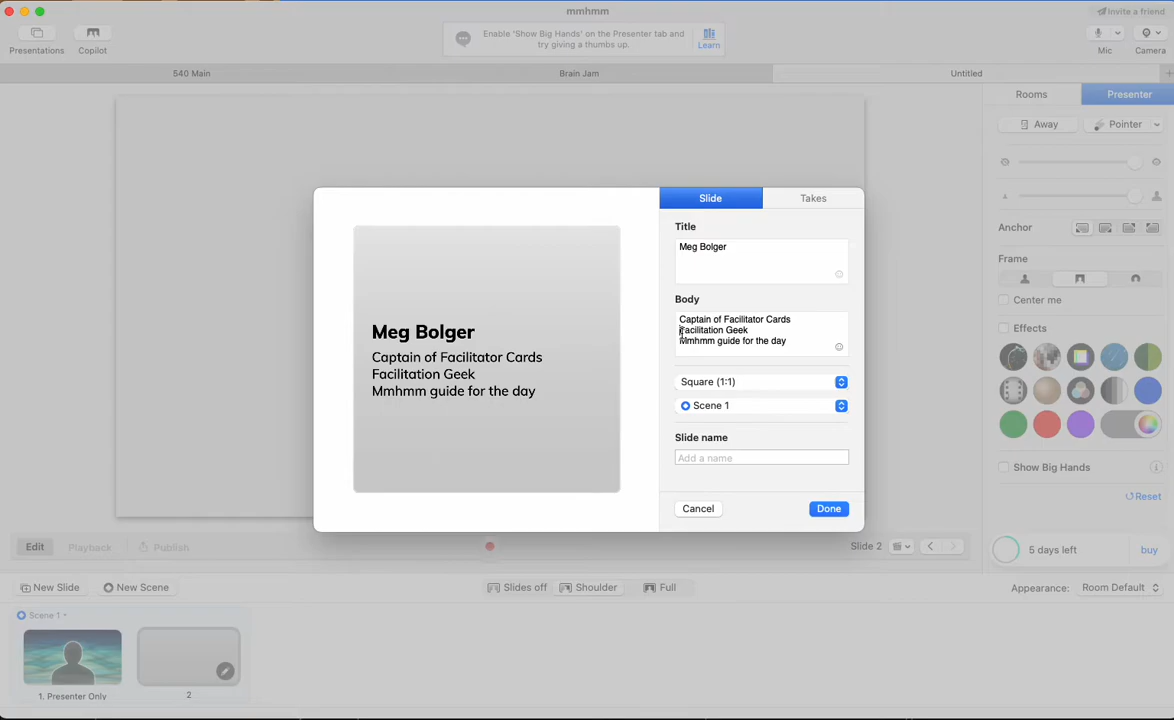 mmhmm
Invite a friend
Presentations
Copilot
Enable 'Show Big Hands' on the Presenter tab and
try giving a thumbs up.
Learn
Mic
Camera
540 Main
Brain Jam
Untitled
Rooms
Presenter
Away
Pointer
Slide
Takes
Title
Meg Bolger
Body
Captain of Facilitator Cards
Facilitation Geek
Mmhmm guide for the day
Square (1:1)
Scene 1
Slide name
Add a name
Cancel
Done
Meg Bolger
Captain of Facilitator Cards
Facilitation Geek
Mmhmm guide for the day
Anchor
Frame
Center me
Effects
Show Big Hands
Reset
Edit
Playback
Publish
Slide 2
5 days left
buy
New Slide
New Scene
Slides off
Shoulder
Full
Appearance:
Room Default
Scene 1
1. Presenter Only
2